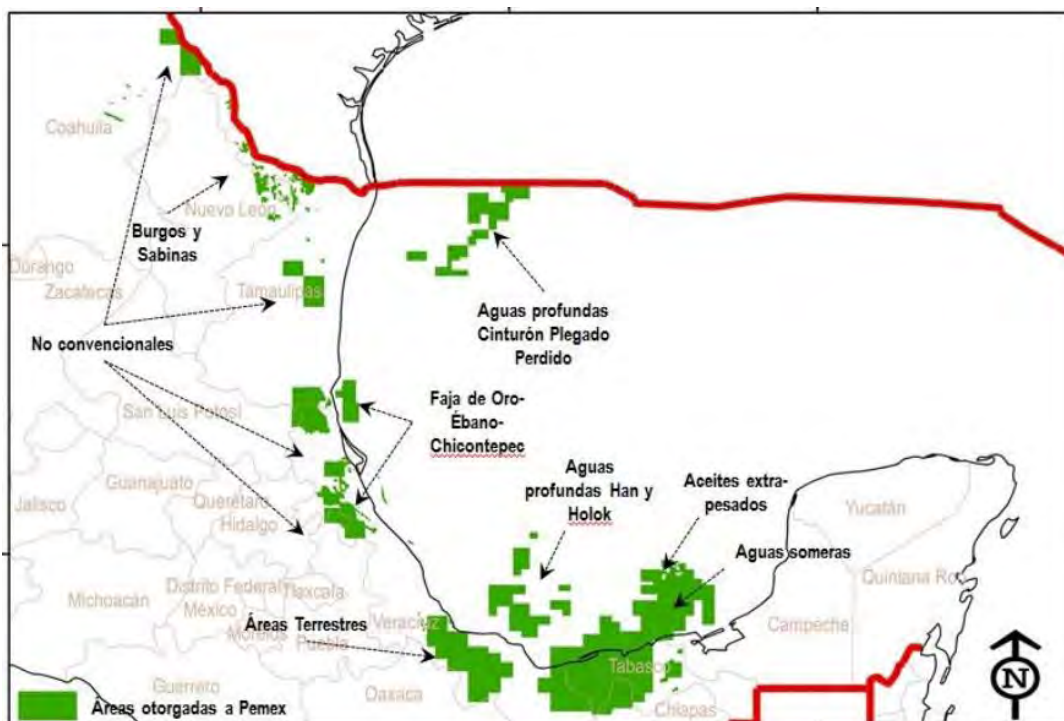 Coahuila
Nuevo León
Burgos y
Sabinas
Durango
Zacatecas
Tamaulipas
Aguas profundas
Cinturón Plegado
Perdido
No convencionales
San Luis Potosí
Faja de Oro-
Ébano-
Chicontepec
Aguas
profundas Han y
Holok
Aceites extra-
pesados
Yucatán
Guanajuato
Querétaro
Jalisco
Hidalgo
Aguas someras
Quintana Ro
Michoacán
Distrito Federal
Tlaxcala
México
Morelos
Puebla
Veracruz
Áreas Terrestres
Campeche
Tabasco
Guerrero
Oaxaca
Chiapas
Áreas otorgadas a Pemex
N